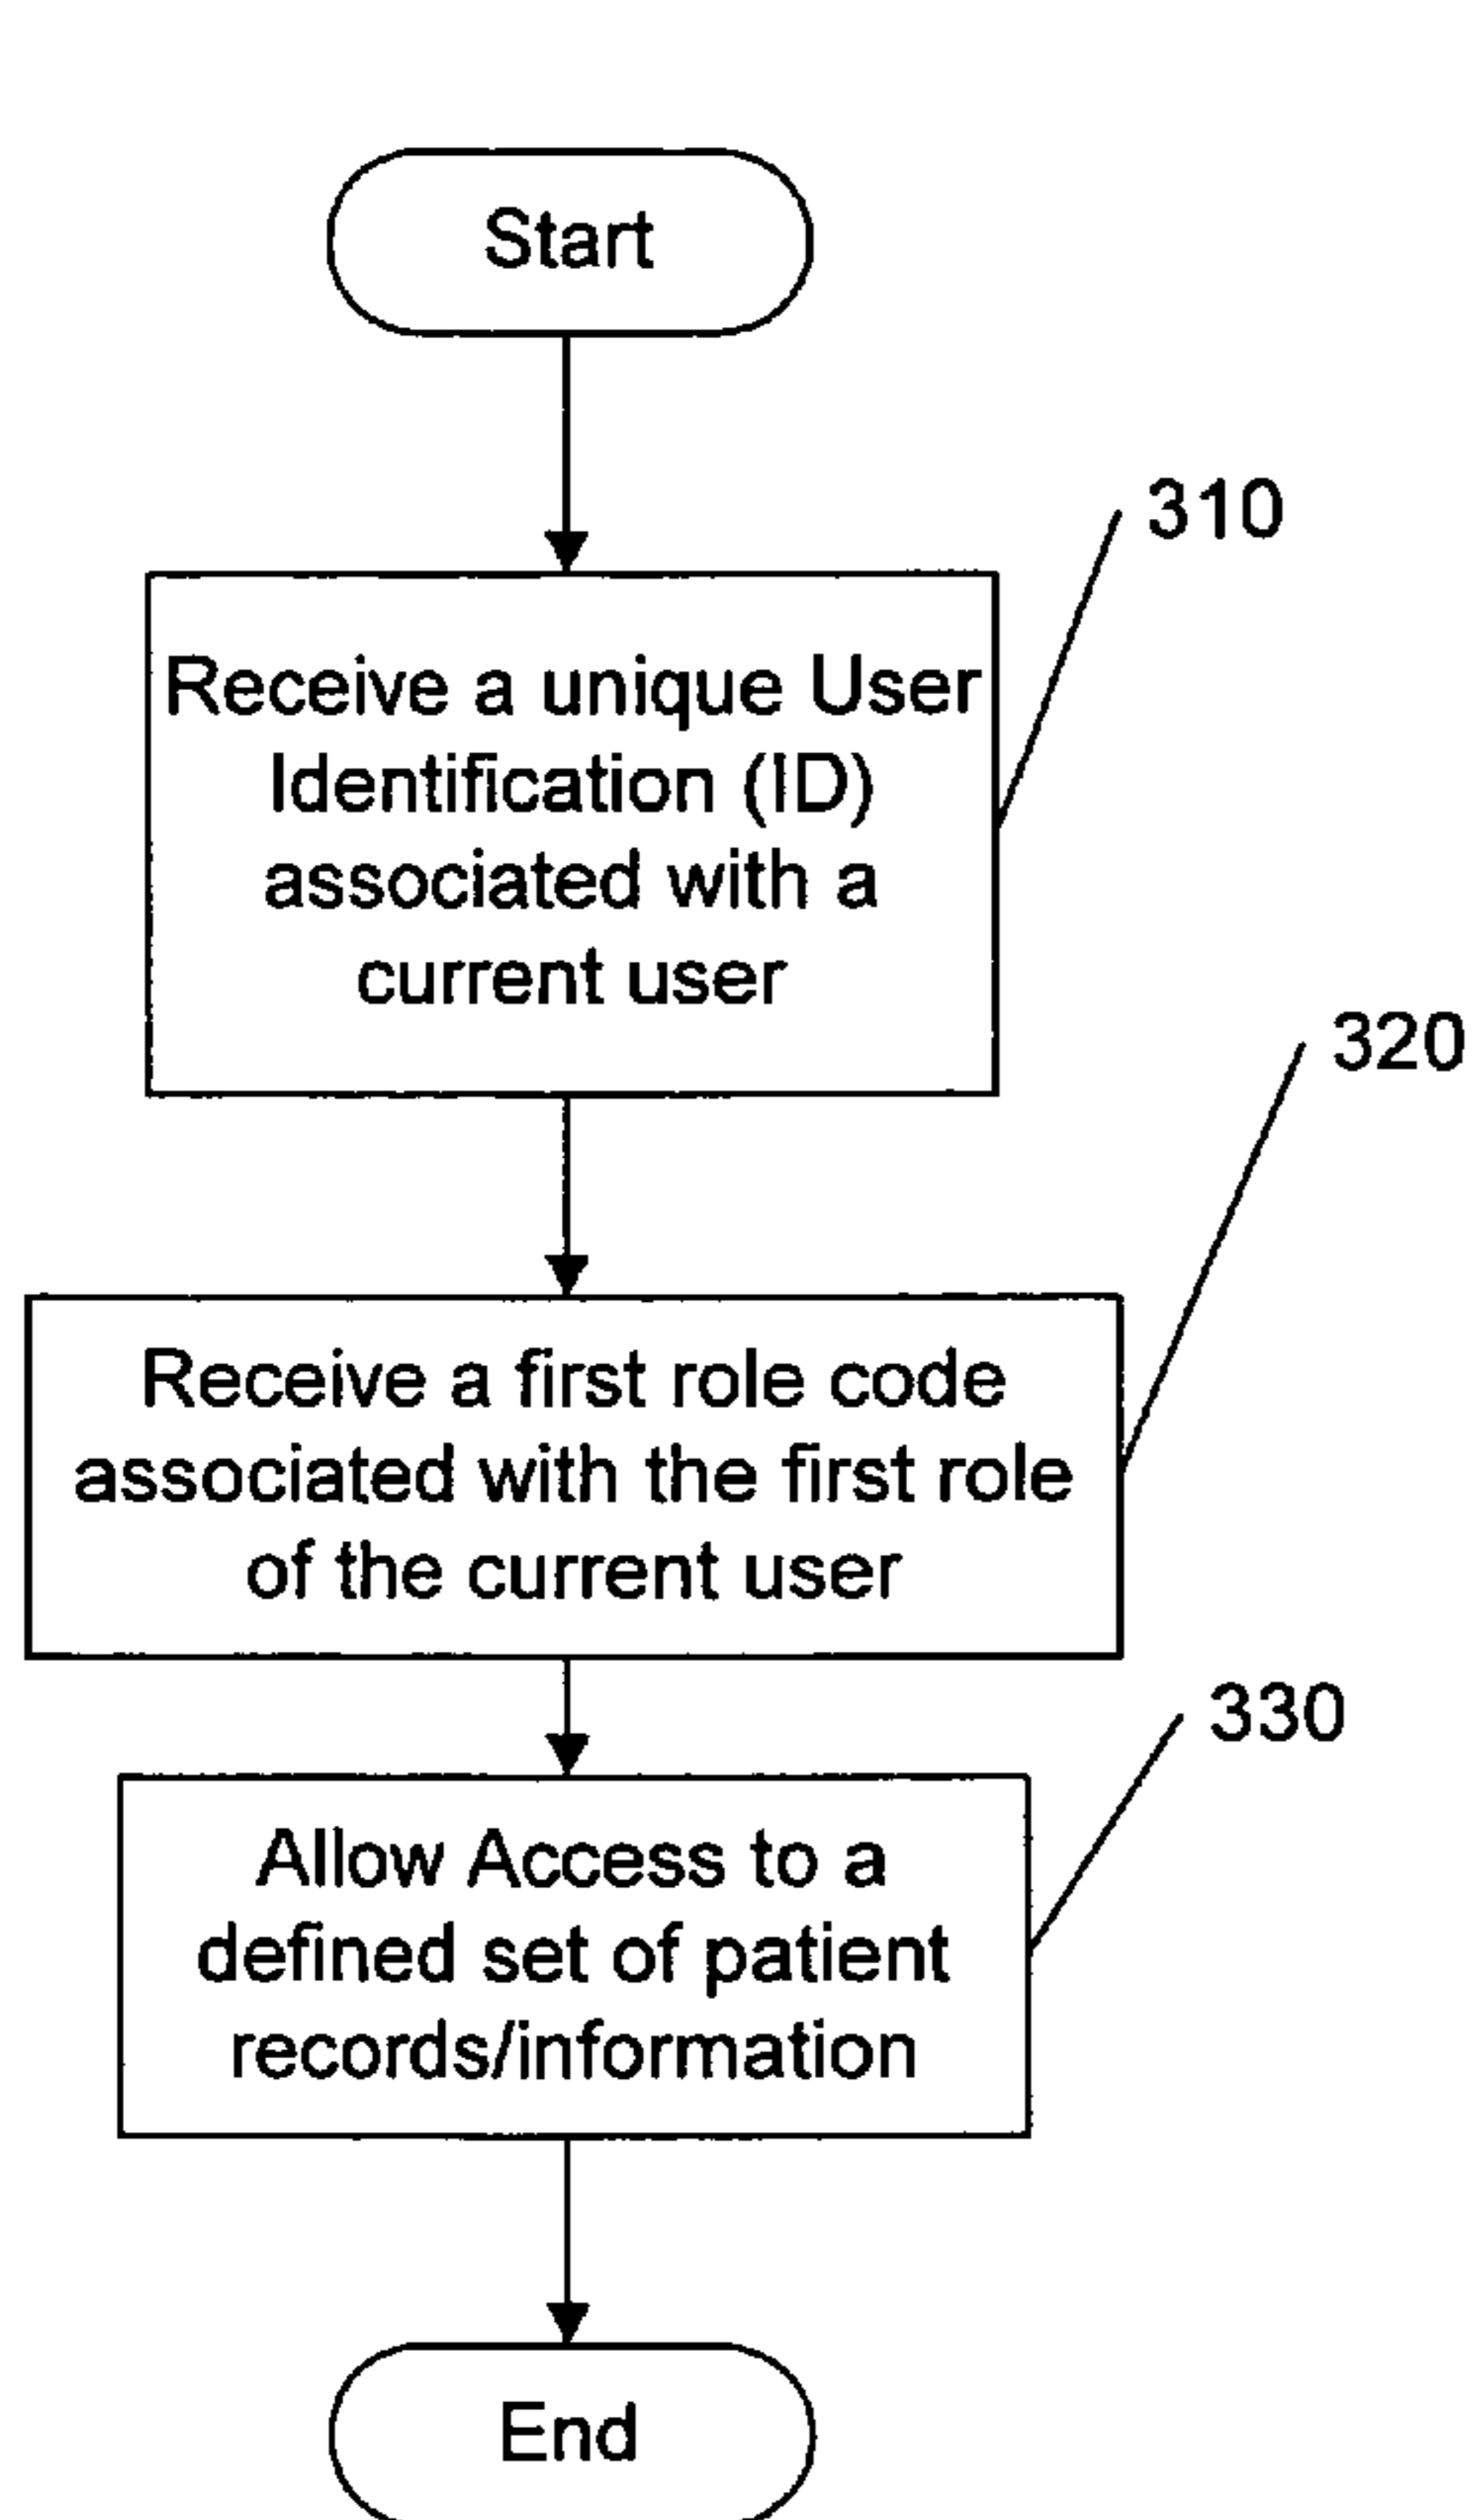 Start
310
Receive a unique User
Identification (ID)
associated with a
current user
320
Receive a first role code
associated with the first role
of the current user
330
Allow Access to a
defined set of patient
records/information
End